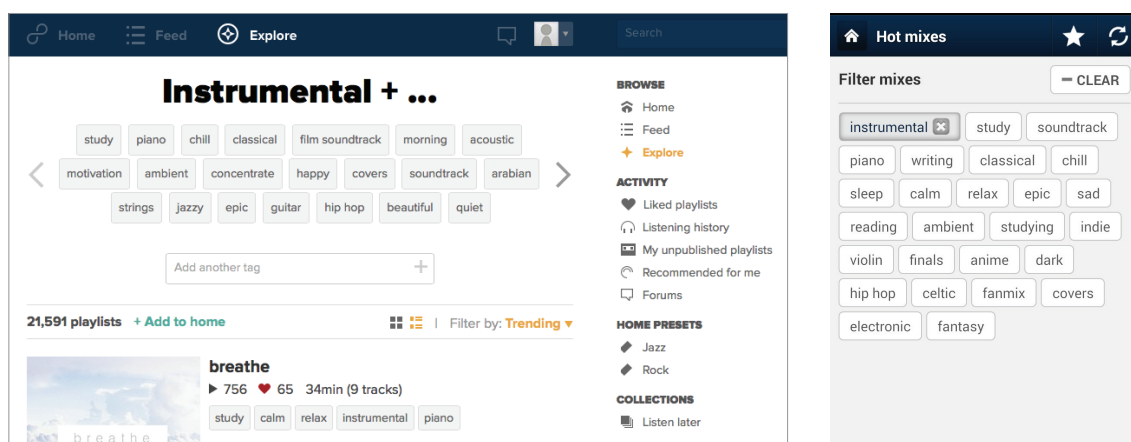 Home Feed Explore Search
Instrumental + ...
study piano chill classical film soundtrack morning acoustic
motivation ambient concentrate happy covers soundtrack arabian
strings jazzy epic guitar hip hop beautiful quiet
Add another tag +
21,591 playlists + Add to home | Filter by: Trending ▾
breathe
756 65 34min (9 tracks)
study calm relax instrumental piano
breathe
BROWSE
Home
Feed
Explore
ACTIVITY
Liked playlists
Listening history
My unpublished playlists
Recommended for me
Forums
HOME PRESETS
Jazz
Rock
COLLECTIONS
Listen later
Hot mixes
Filter mixes CLEAR
instrumental study soundtrack
piano writing classical chill
sleep calm relax epic sad
reading ambient studying indie
violin finals anime dark
hip hop celtic fanmix covers
electronic fantasy